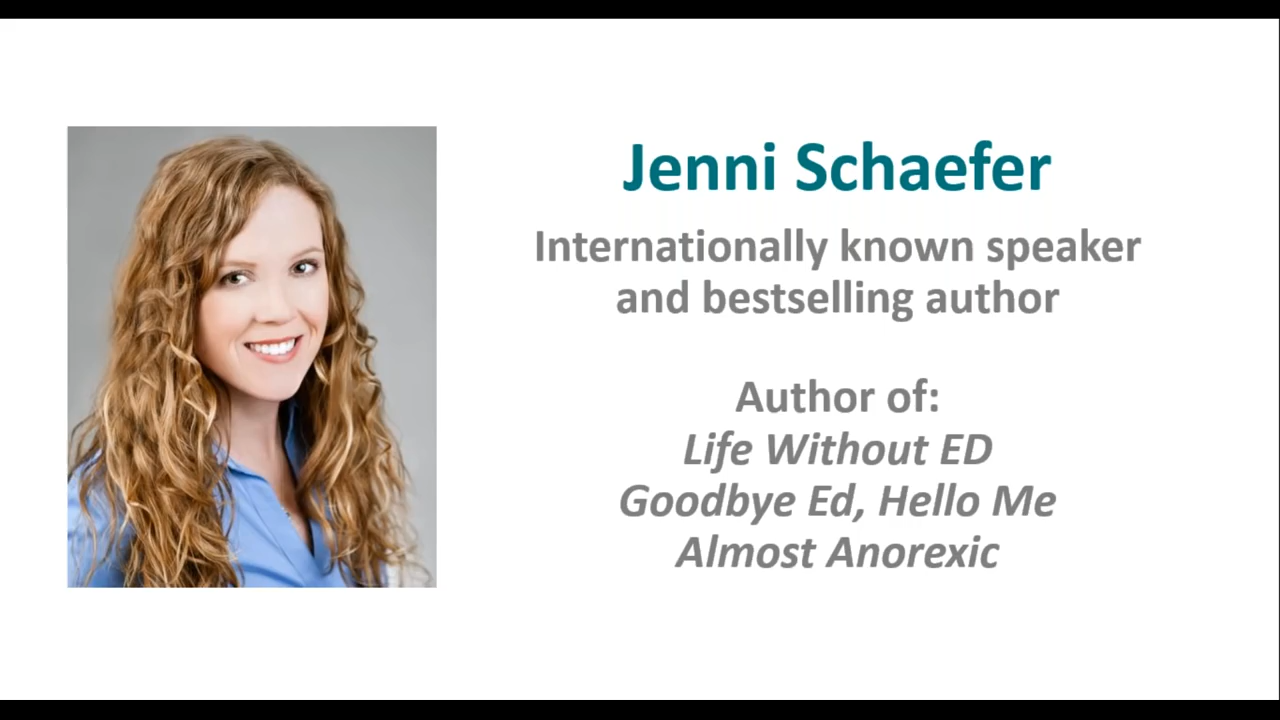 Jenni Schaefer
Internationally known speaker
and bestselling author
Author of:
Life Without ED
Goodbye Ed, Hello Me
Almost Anorexic